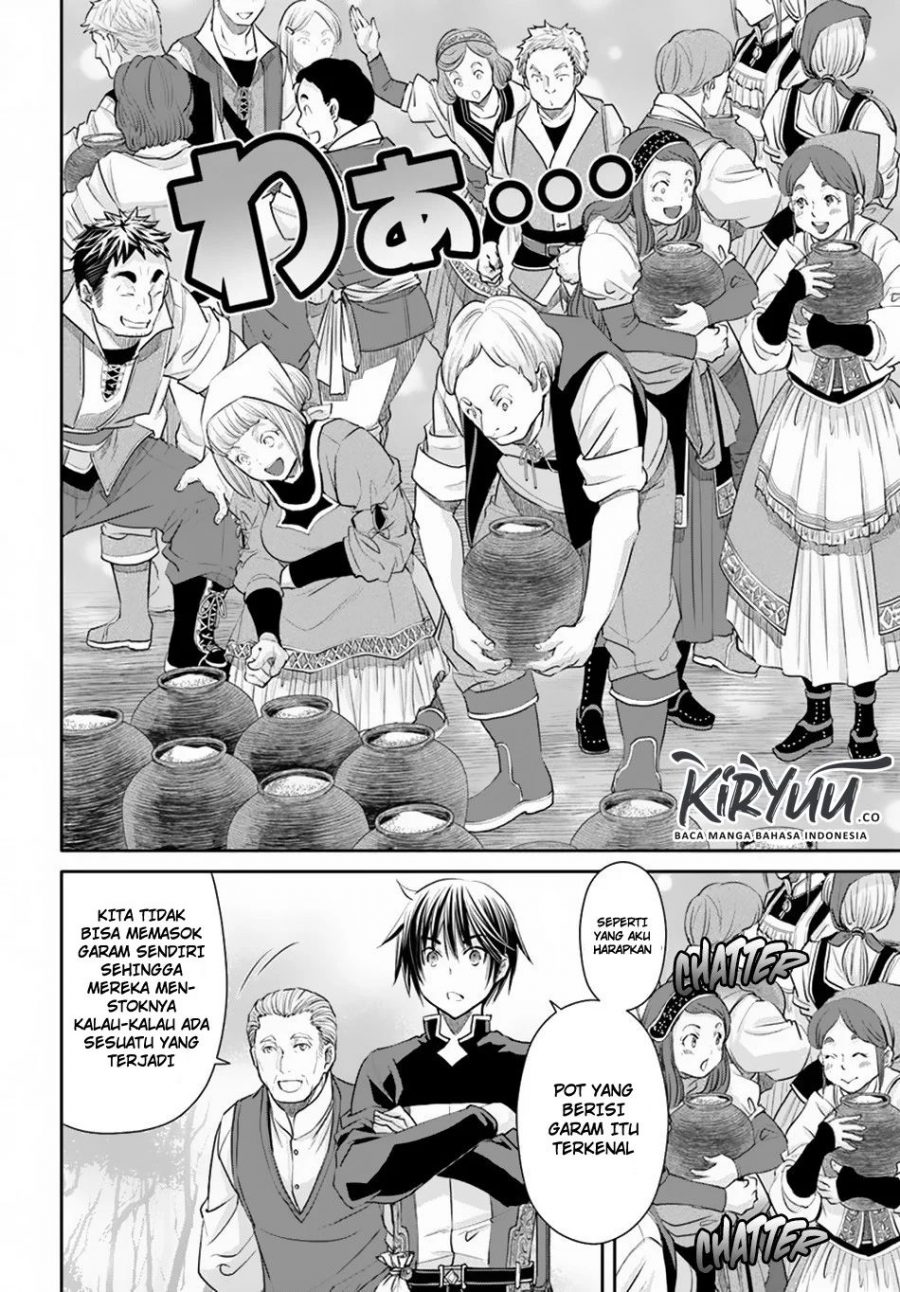 わぁ・・・
KIRYUU.CO
BACA MANGA BAHASA INDONESIA
SEPERTI
YANG AKU
HARAPKAN
POT YANG
BERISI
GARAM ITU
TERKENAL
CHATTER
CHATTER
KITA TIDAK
BISA MEMASOK
GARAM SENDIRI
SEHINGGA
MEREKA MEN-
STOKNYA
KALAU-KALAU ADA
SESUATU YANG
TERJADI